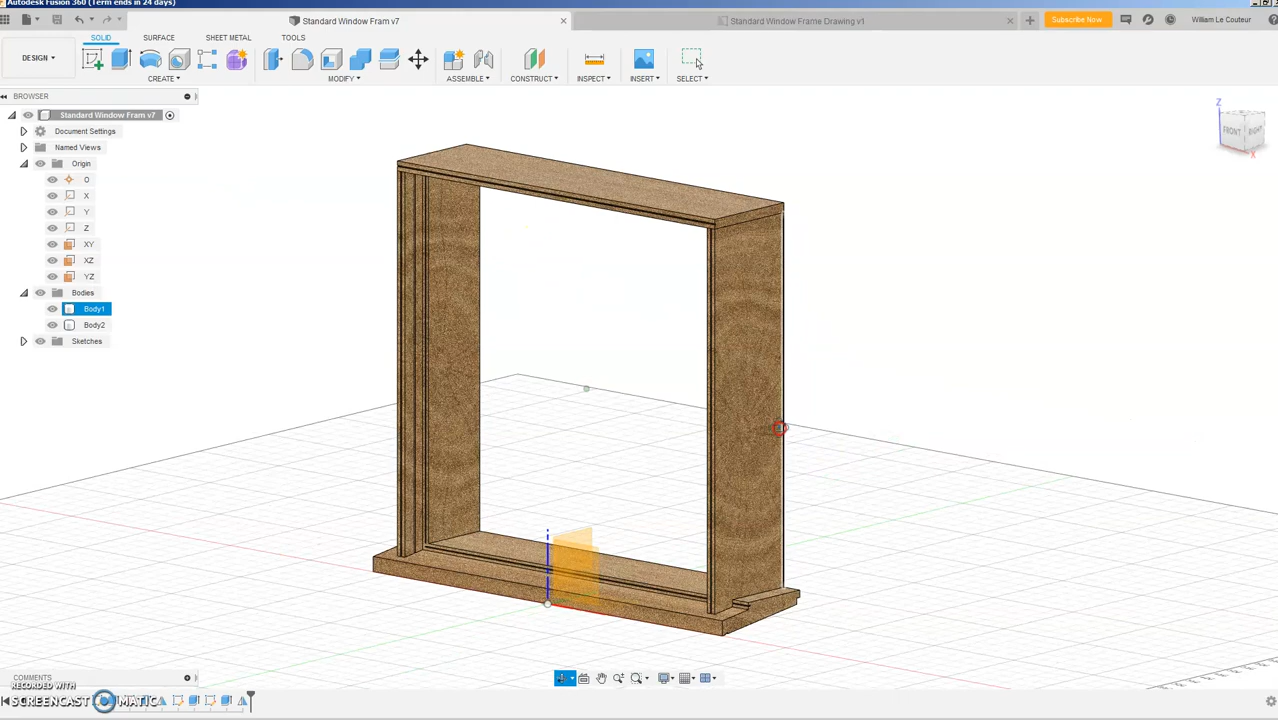 Autodesk Fusion 360 (Term ends in 24 days)
Standard Window Fram v7
Standard Window Frame Drawing v1
Subscribe Now
William Le Couteur
DESIGN
SOLID
SURFACE
SHEET METAL
TOOLS
CREATE
MODIFY
ASSEMBLE
CONSTRUCT
INSPECT
INSERT
SELECT
BROWSER
Standard Window Fram v7
Document Settings
Named Views
Origin
O
X
Y
Z
XY
XZ
YZ
Bodies
Body1
Body2
Sketches
Z
FRONT
RIGHT
X
COMMENTS
RECORDED WITH
SCREENCAST MATIC